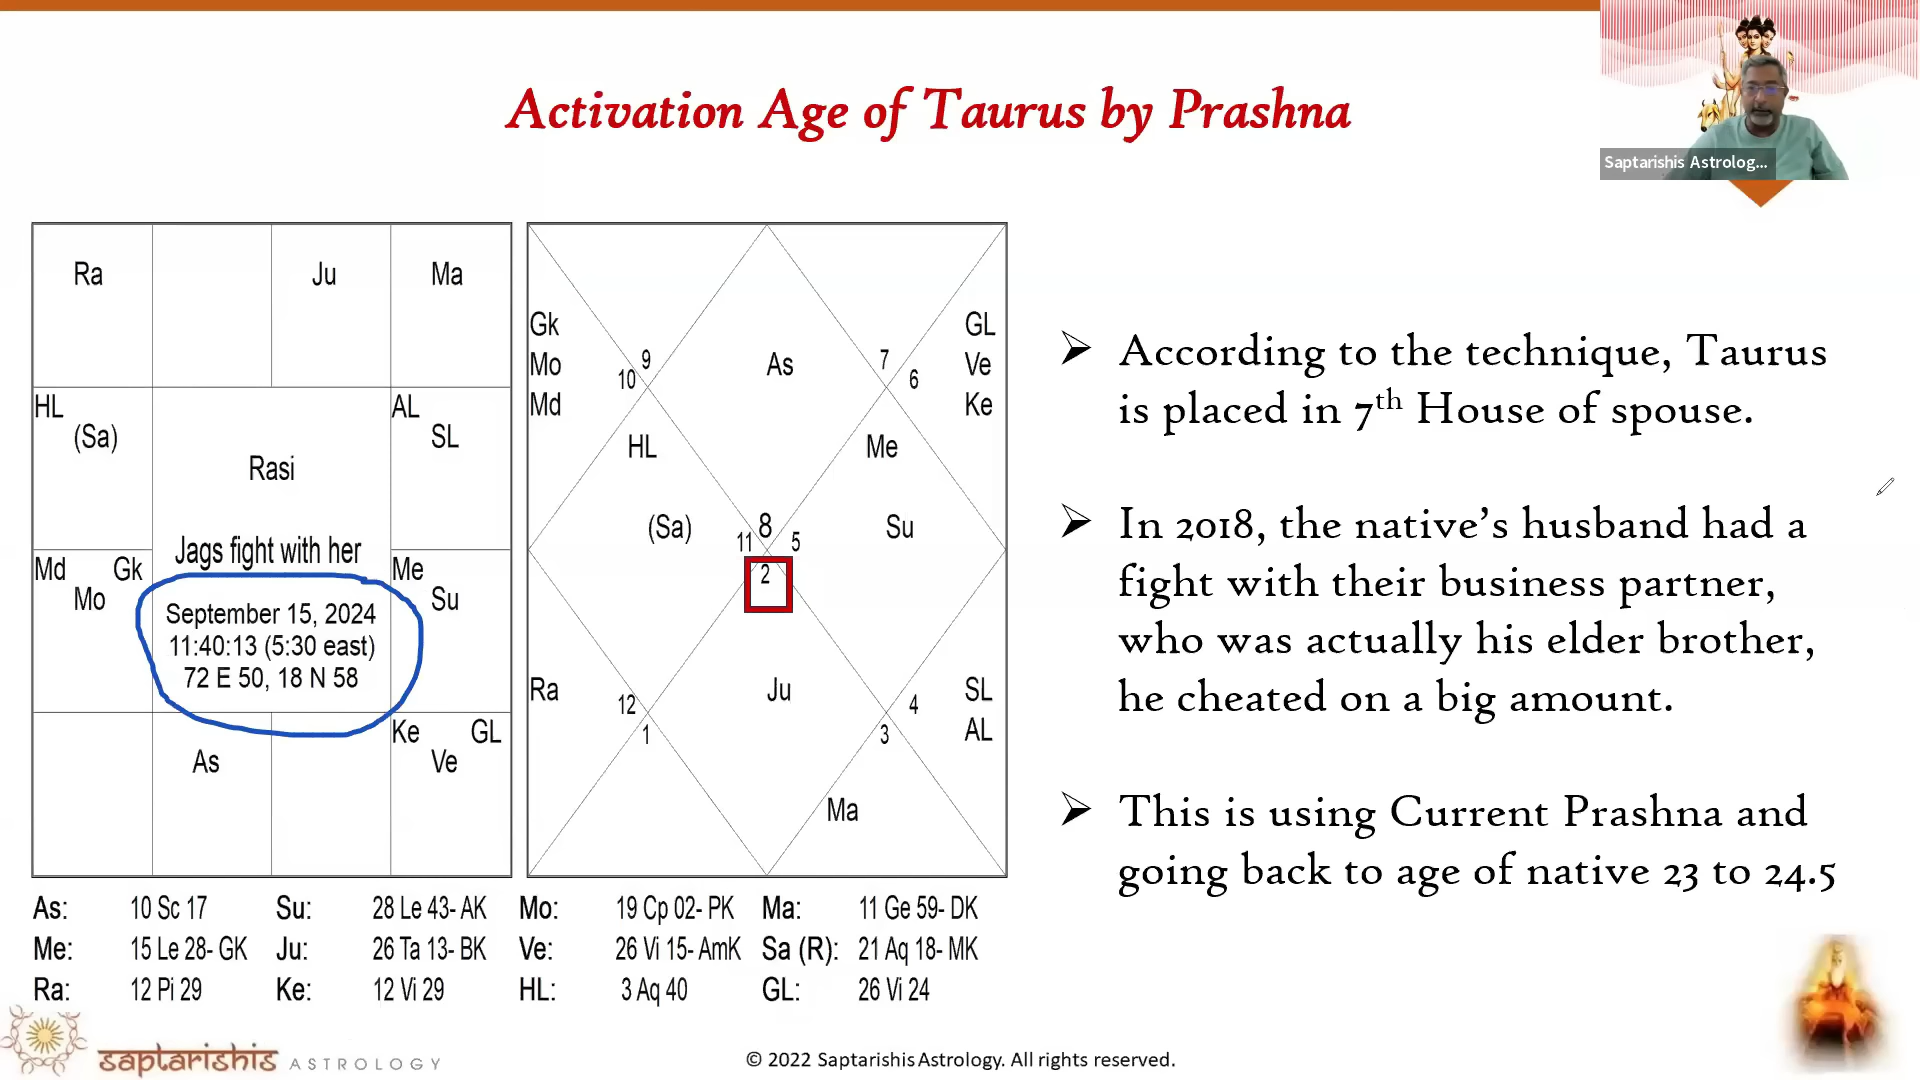 Activation Age of Taurus by Prashna
Saptarishis Astrolog...
Ra
Ju
Ma
HL
(Sa)
AL
SL
Rasi
Jags fight with her
September 15, 2024
11:40:13 (5:30 east)
72 E 50, 18 N 58
Md
Gk
Mo
Me
Su
As
Ke
GL
Ve
Gk
Mo
Md
9
10
As
7
6
GL
Ve
Ke
HL
Me
(Sa)
8
Su
11
5
2
Ra
12
1
Ju
4
3
SL
AL
Ma
As: 10 Sc 17 Su: 28 Le 43- AK Mo: 19 Cp 02- PK Ma: 11 Ge 59- DK
Me: 15 Le 28- GK Ju: 26 Ta 13- BK Ve: 26 Vi 15- AmK Sa (R): 21 Aq 18- MK
Ra: 12 Pi 29 Ke: 12 Vi 29 HL: 3 Aq 40 GL: 26 Vi 24
According to the technique, Taurus
is placed in 7th House of spouse.
In 2018, the native's husband had a
fight with their business partner,
who was actually his elder brother,
he cheated on a big amount.
This is using Current Prashna and
going back to age of native 23 to 24.5
saptarishis ASTROLOGY
© 2022 Saptarishis Astrology. All rights reserved.